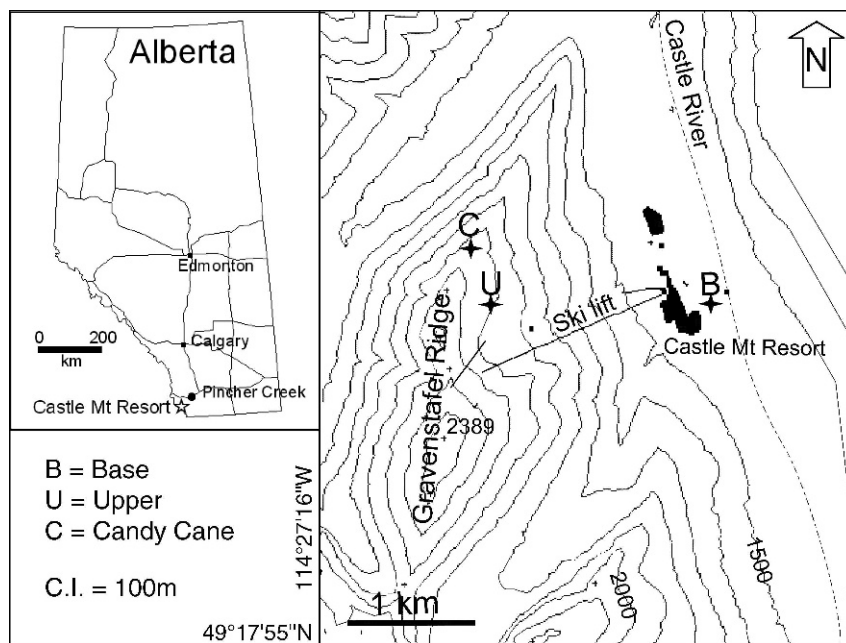 Alberta
Edmonton
Calgary
Pincher Creek
Castle Mt Resort
0 200
km
B = Base
U = Upper
C = Candy Cane
C.I. = 100m
114°27'16"W
49°17'55"N
N
Castle River
C
U
B
Ski lift
Castle Mt Resort
Gravenstafel Ridge
2389
1500
2000
1 km